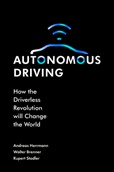 AUTONOMOUS
DRIVING
How the
Driverless
Revolution
will Change
the World
Andreas Herrmann
Walter Brenner
Rupert Stadler